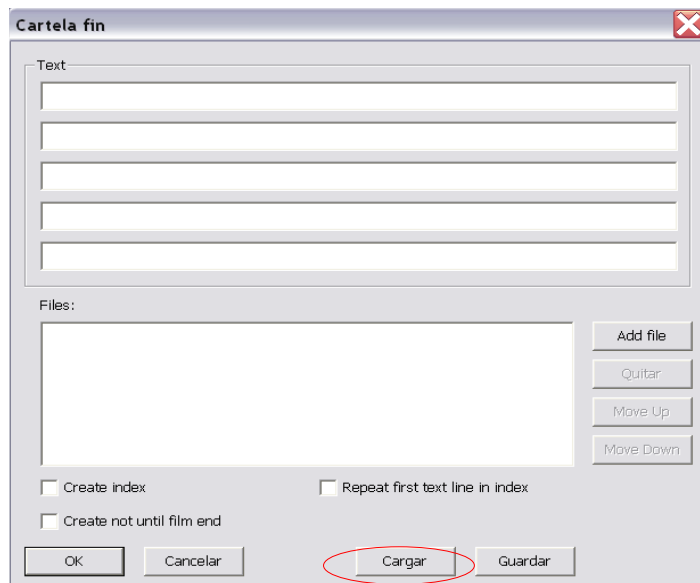 Cartela fin
Text
Files:
Add file
Quitar
Move Up
Move Down
Create index
Repeat first text line in index
Create not until film end
OK
Cancelar
Cargar
Guardar